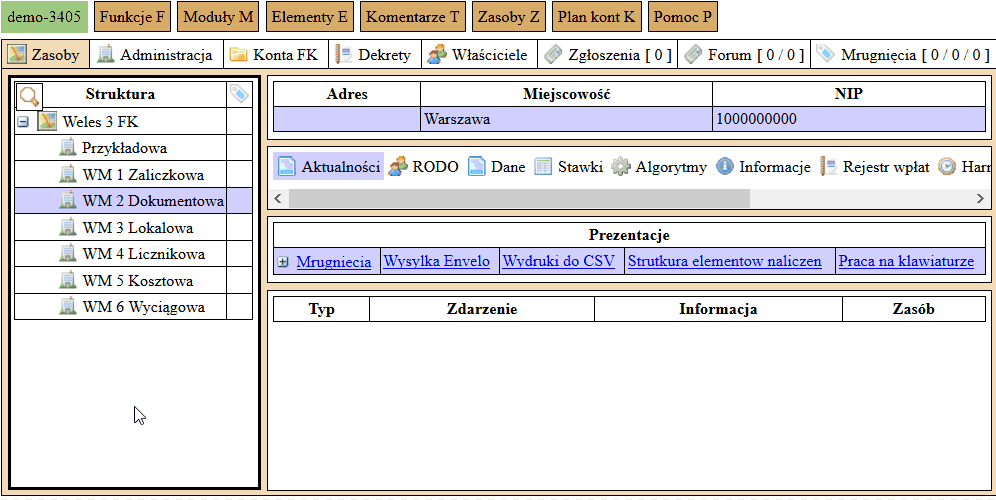 demo-3405 Funkcje F Moduły M Elementy E Komentarze T Zasoby Z Plan kont K Pomoc P
Zasoby Administracja Konta FK Dekrety Właściciele Zgłoszenia [ 0 ] Forum [ 0 / 0 ] Mrugnięcia [ 0 / 0 / 0 ]
Struktura
Weles 3 FK
Przykładowa
WM 1 Zaliczkowa
WM 2 Dokumentowa
WM 3 Lokalowa
WM 4 Licznikowa
WM 5 Kosztowa
WM 6 Wyciągowa
Adres Miejscowość NIP
Warszawa 1000000000
Aktualności RODO Dane Stawki Algorytmy Informacje Rejestr wpłat Harr
Prezentacje
Mrugniecia Wysylka Envelo Wydruki do CSV Strutkura elementow naliczen Praca na klawiaturze
Typ Zdarzenie Informacja Zasób